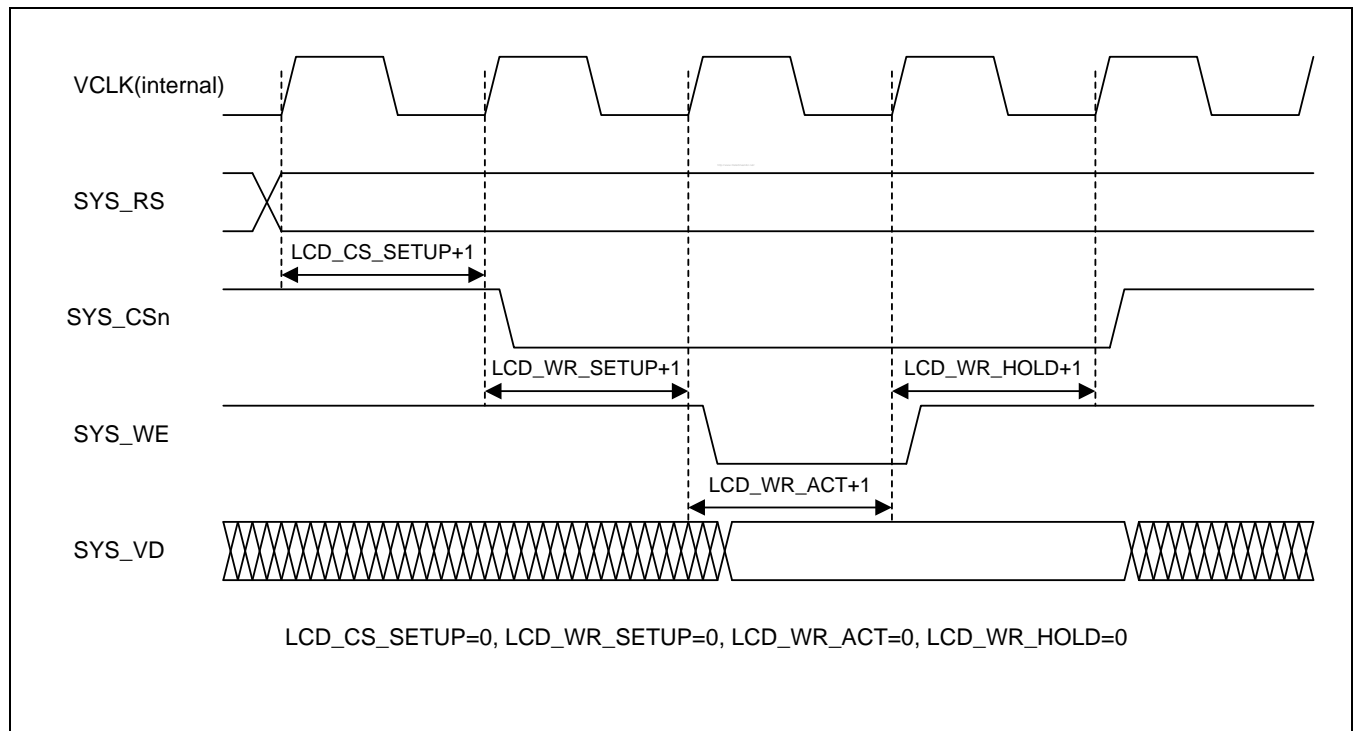 VCLK(internal)
SYS_RS
LCD_CS_SETUP+1
SYS_CSn
LCD_WR_SETUP+1
LCD_WR_HOLD+1
SYS_WE
LCD_WR_ACT+1
SYS_VD
LCD_CS_SETUP=0, LCD_WR_SETUP=0, LCD_WR_ACT=0, LCD_WR_HOLD=0